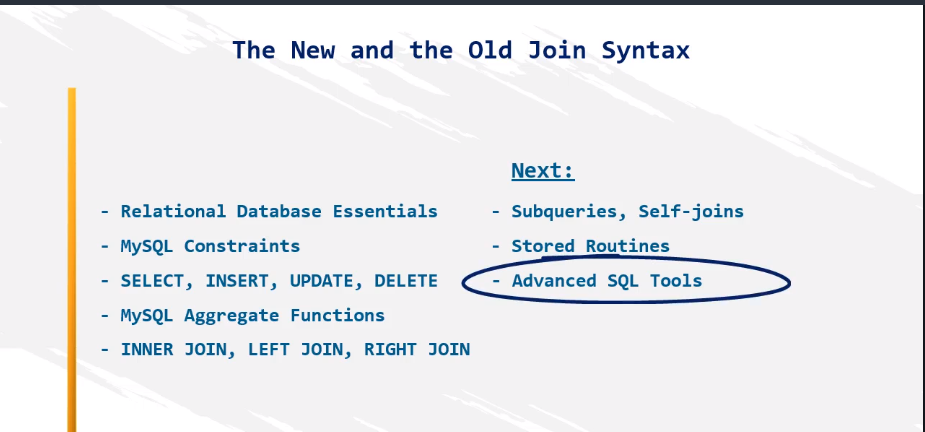 The New and the Old Join Syntax
Next:
- Relational Database Essentials
- MySQL Constraints
- SELECT, INSERT, UPDATE, DELETE
- MySQL Aggregate Functions
- INNER JOIN, LEFT JOIN, RIGHT JOIN
- Subqueries, Self-joins
- Stored Routines
- Advanced SQL Tools